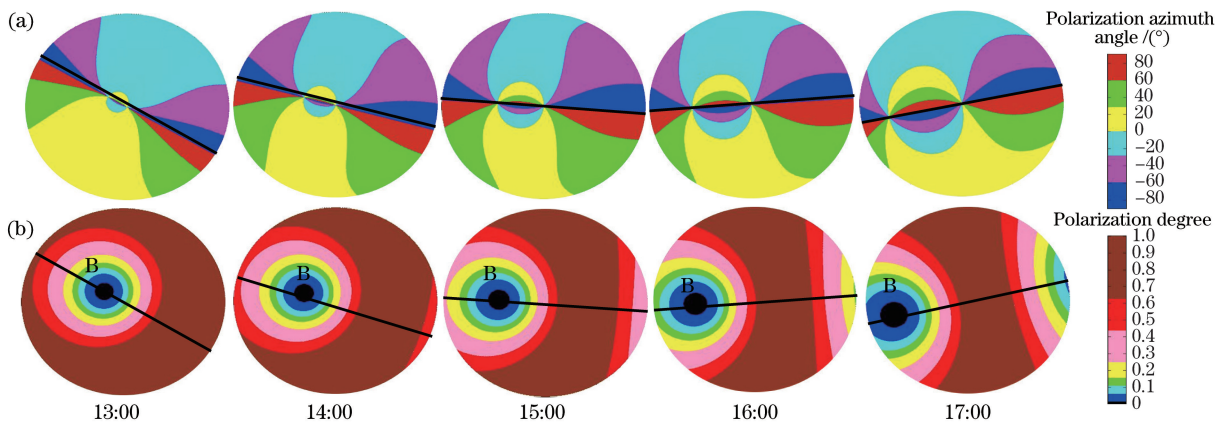 (a)
Polarization azimuth
angle /(°)
80
60
40
20
0
−20
−40
−60
−80
(b)
B
B
B
B
B
Polarization degree
1.0
0.9
0.8
0.7
0.6
0.5
0.4
0.3
0.2
0.1
0
13:00
14:00
15:00
16:00
17:00